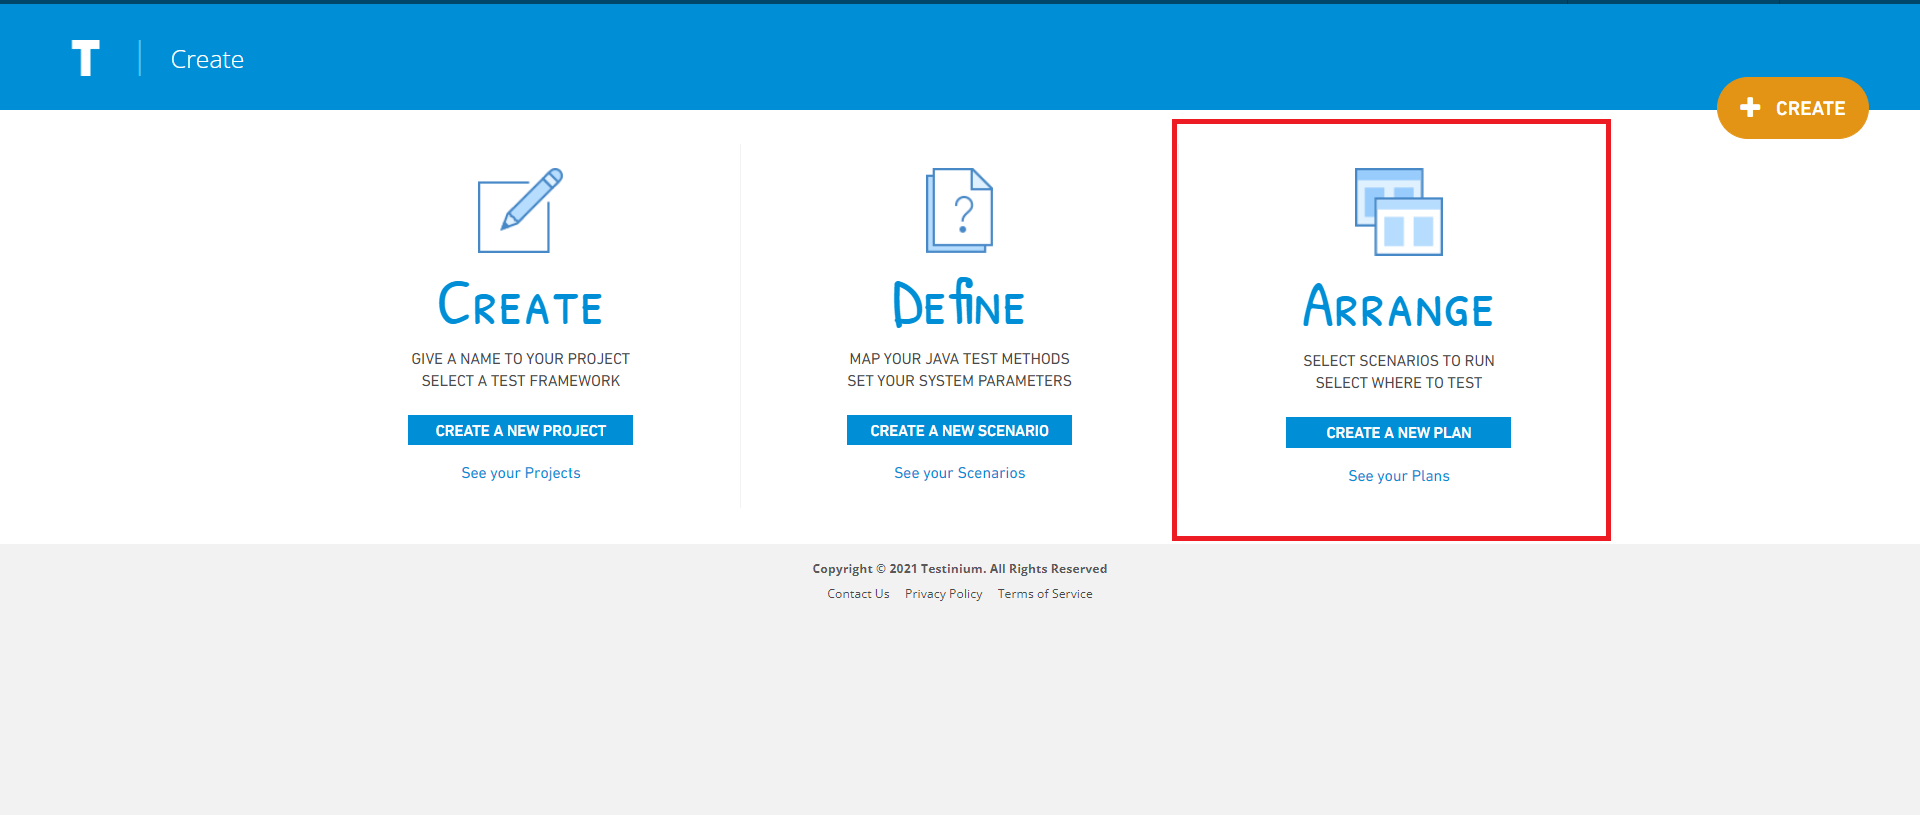 T
Create
CREATE
CREATE
GIVE A NAME TO YOUR PROJECT
SELECT A TEST FRAMEWORK
CREATE A NEW PROJECT
See your Projects
?
DEfiNE
MAP YOUR JAVA TEST METHODS
SET YOUR SYSTEM PARAMETERS
CREATE A NEW SCENARIO
See your Scenarios
ARRANGE
SELECT SCENARIOS TO RUN
SELECT WHERE TO TEST
CREATE A NEW PLAN
See your Plans
Copyright © 2021 Testinium. All Rights Reserved
Contact Us Privacy Policy Terms of Service